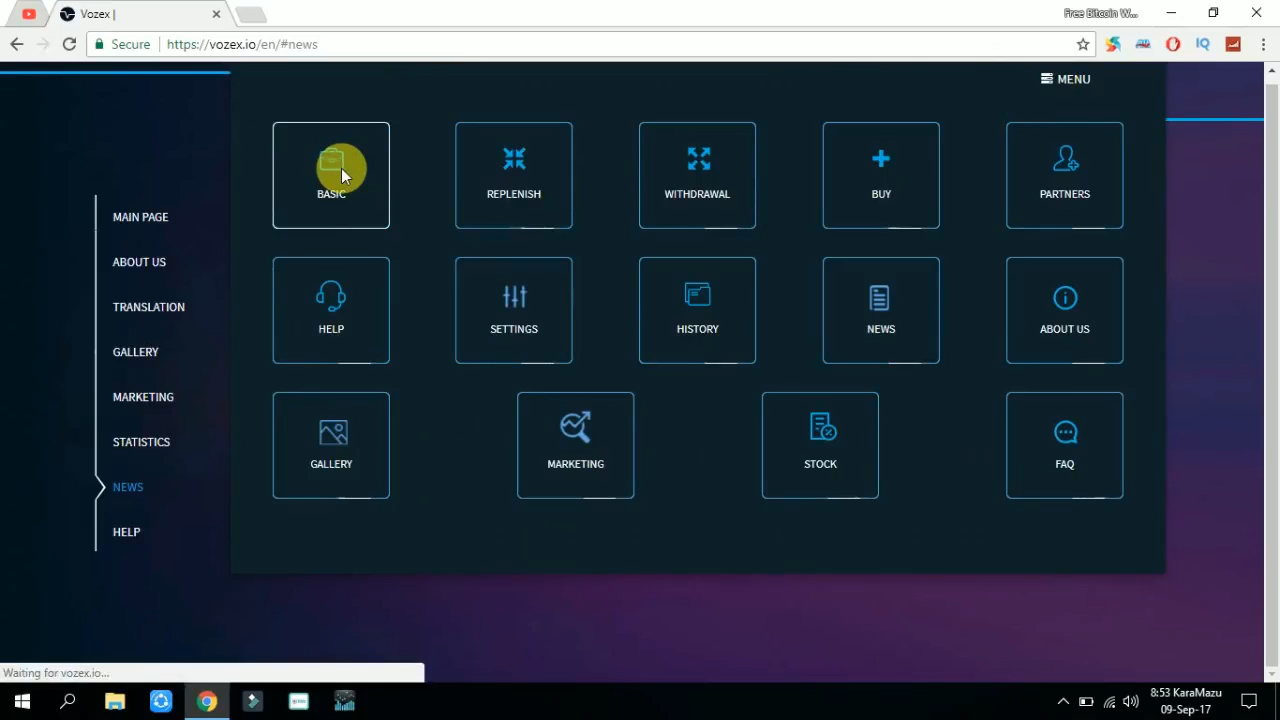 Vozex |
Free Bitcoin W...
Secure
https://vozex.io/en/#news
IQ
MENU
BASIC
REPLENISH
WITHDRAWAL
BUY
PARTNERS
MAIN PAGE
ABOUT US
TRANSLATION
GALLERY
MARKETING
STATISTICS
NEWS
HELP
HELP
SETTINGS
HISTORY
NEWS
ABOUT US
GALLERY
MARKETING
STOCK
FAQ
Waiting for vozex.io...
8:53 KaraMazu
09-Sep-17